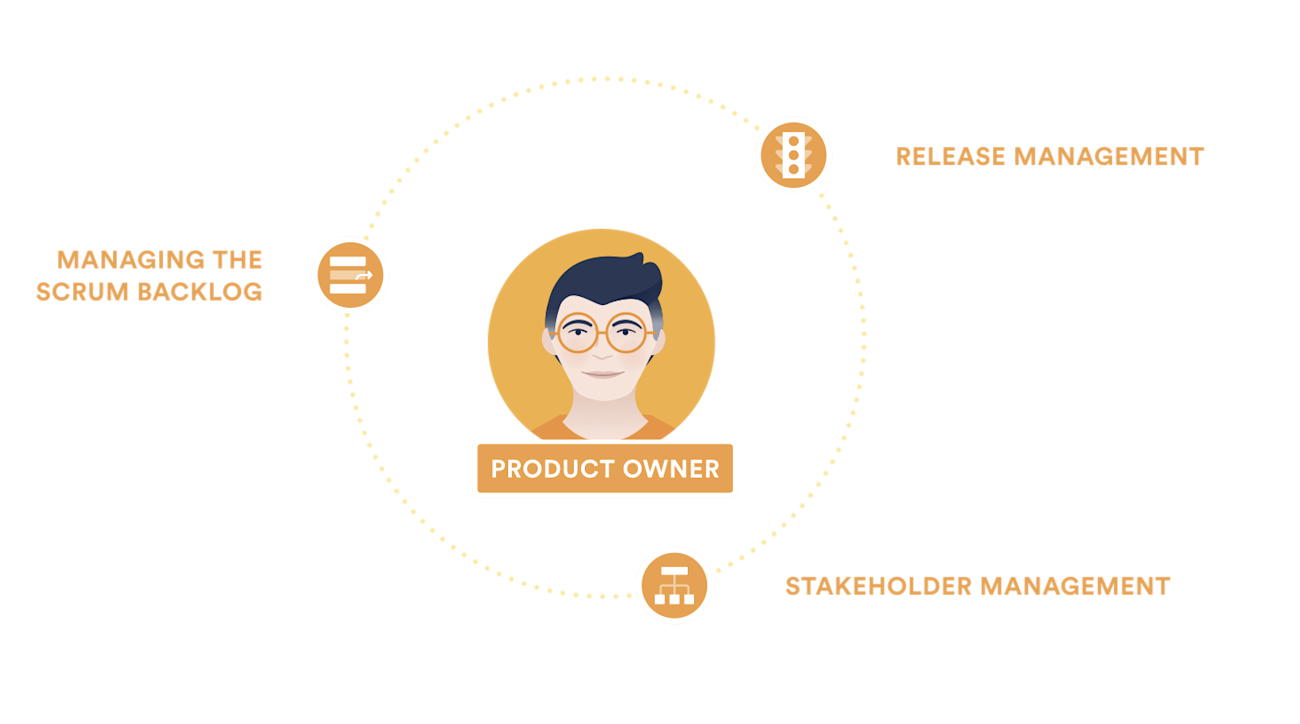 RELEASE MANAGEMENT
MANAGING THE
SCRUM BACKLOG
PRODUCT OWNER
STAKEHOLDER MANAGEMENT